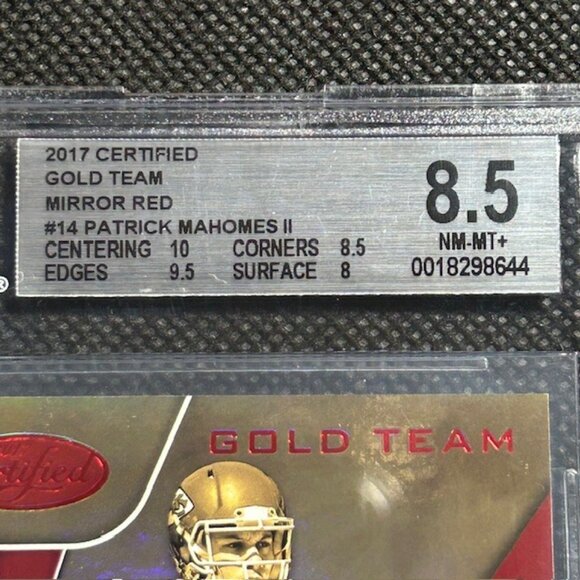 2017 CERTIFIED
GOLD TEAM
MIRROR RED
#14 PATRICK MAHOMES II
CENTERING 10 CORNERS 8.5
EDGES 9.5 SURFACE 8
8.5
NM-MT+
0018298644
®
GOLD TEAM
Certified